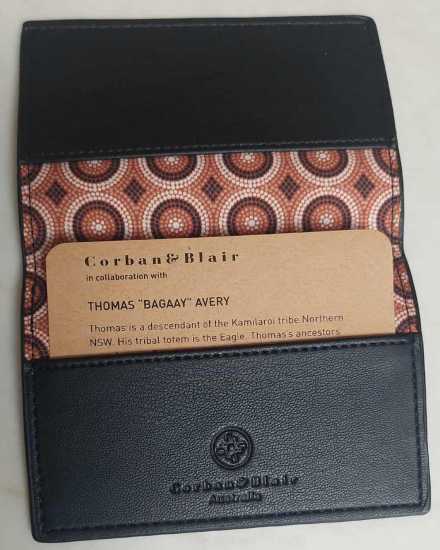 Corban&Blair
in collaboration with
THOMAS "BAGAAY" AVERY
Thomas is a descendant of the Kamilaroi tribe Northern
NSW. His tribal totem is the Eagle. Thomas's ancestors
Corban&Blair
Australia